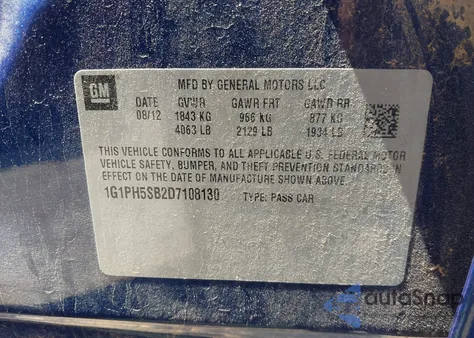 GM
MFD BY GENERAL MOTORS LLC
DATE GVWR GAWR FRT GAWR RR
08/12 1843 KG 966 KG 877 KG
4063 LB 2129 LB 1934 LB
THIS VEHICLE CONFORMS TO ALL APPLICABLE U.S. FEDERAL MOTOR
VEHICLE SAFETY, BUMPER, AND THEFT PREVENTION STANDARDS IN
EFFECT ON THE DATE OF MANUFACTURE SHOWN ABOVE.
1G1PH5SB2D7108130 TYPE: PASS CAR
autoSnap